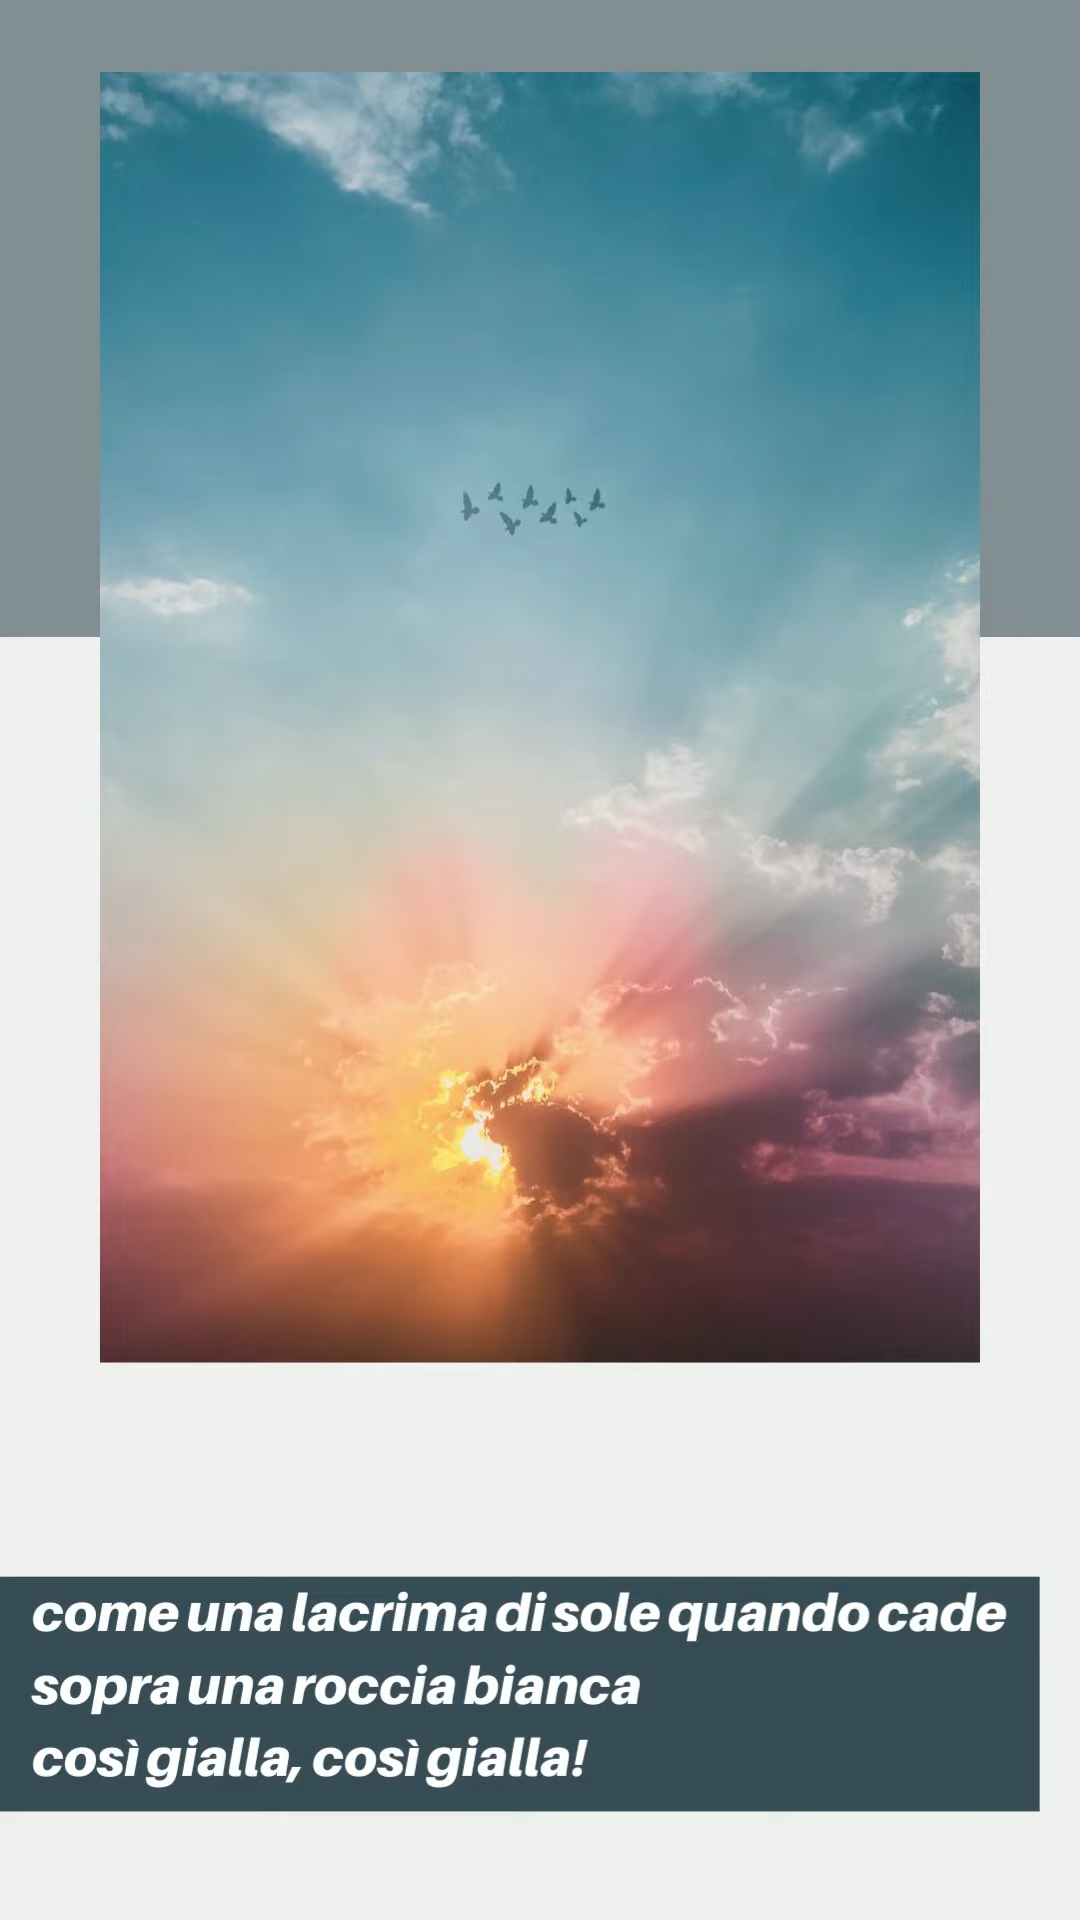 come una lacrima di sole quando cade
sopra una roccia bianca
così gialla, così gialla!